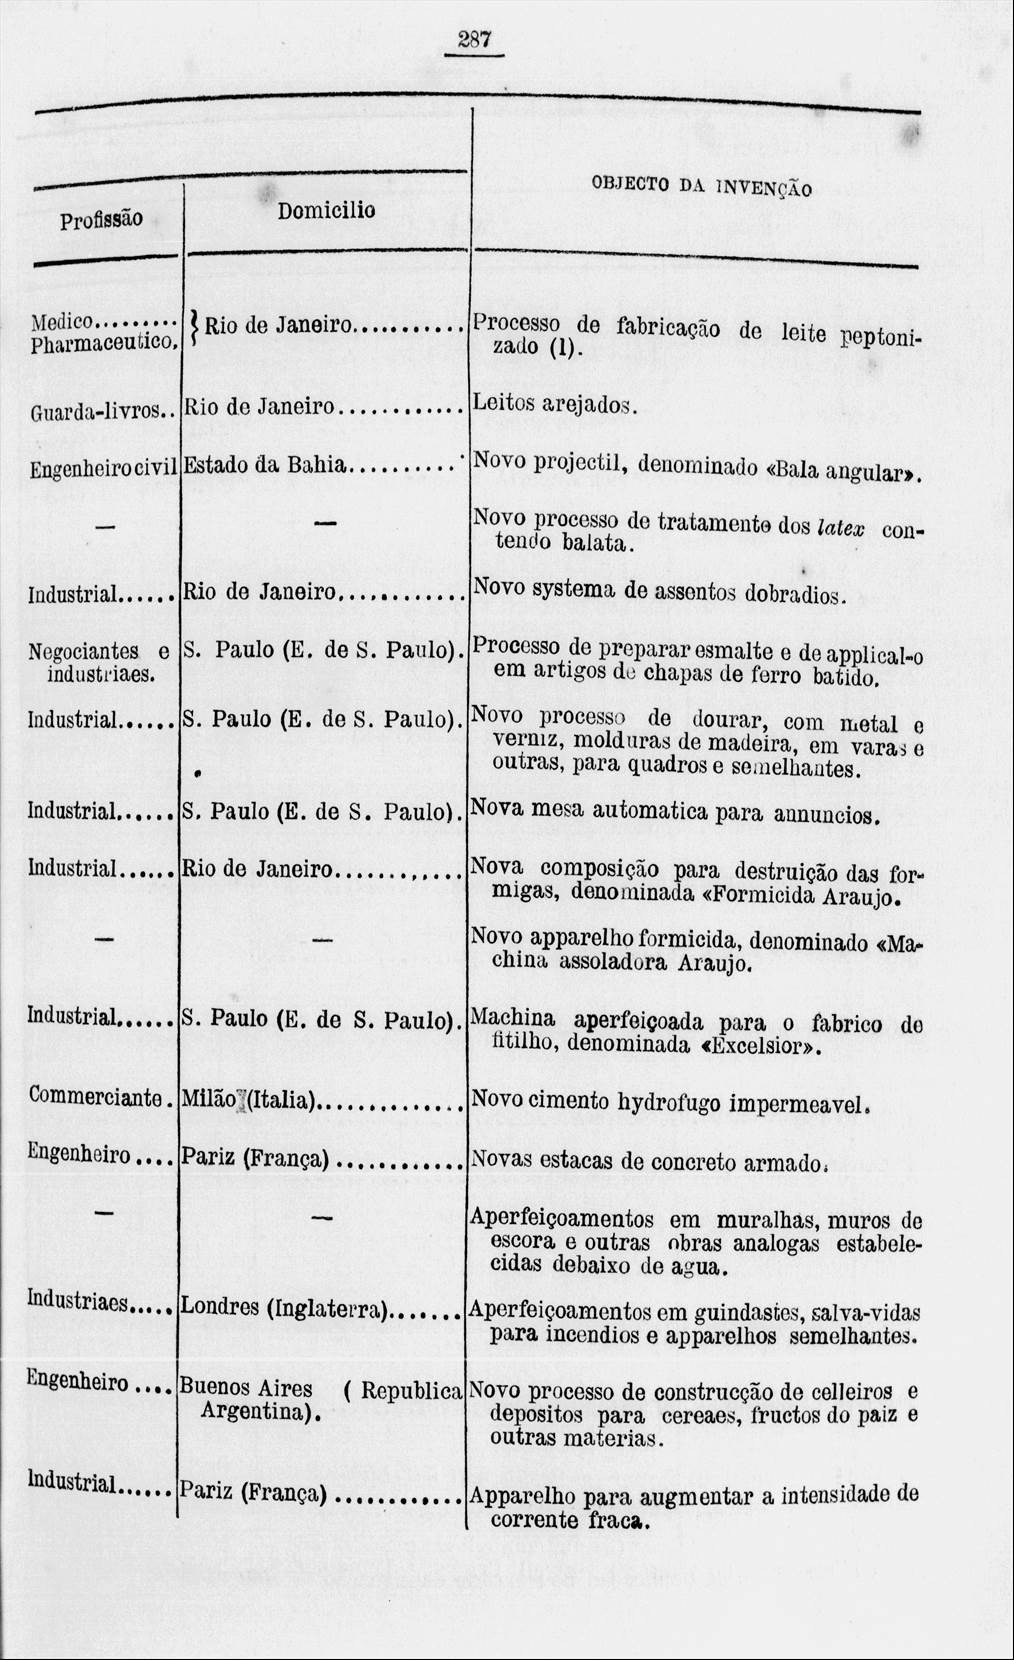 287
Profissão
Domicilio
OBJECTO DA INVENÇÃO
Medico.........
Pharmaceutico.
} Rio de Janeiro...........
Processo de fabricação de leite peptoni-
zado (1).
Guarda-livros..
Rio de Janeiro............
Leitos arejados.
Engenheiro civil
Estado da Bahia..........
Novo projectil, denominado «Bala angular».
—
—
Novo processo de tratamento dos latex con-
tendo balata.
Industrial......
Rio de Janeiro............
Novo systema de assentos dobradios.
Negociantes e
industriaes.
S. Paulo (E. de S. Paulo).
Processo de preparar esmalte e de applical-o
em artigos de chapas de ferro batido.
Industrial......
S. Paulo (E. de S. Paulo).
Novo processo de dourar, com metal e
verniz, molduras de madeira, em varas e
outras, para quadros e semelhantes.
Industrial......
S. Paulo (E. de S. Paulo).
Nova mesa automatica para annuncios.
Industrial......
Rio de Janeiro............
Nova composição para destruição das for-
migas, denominada «Formicida Araujo.
—
—
Novo apparelho formicida, denominado «Ma-
china assoladora Araujo.
Industrial......
S. Paulo (E. de S. Paulo).
Machina aperfeiçoada para o fabrico de
fitilho, denominada «Excelsior».
Commerciante.
Milão (Italia)..............
Novo cimento hydrofugo impermeavel.
Engenheiro....
Pariz (França)............
Novas estacas de concreto armado.
—
—
Aperfeiçoamentos em muralhas, muros de
escora e outras obras analogas estabele-
cidas debaixo de agua.
Industriaes.....
Londres (Inglaterra).......
Aperfeiçoamentos em guindastes, salva-vidas
para incendios e apparelhos semelhantes.
Engenheiro....
Buenos Aires ( Republica
Argentina).
Novo processo de construcção de celleiros e
depositos para cereaes, fructos do paiz e
outras materias.
Industrial......
Pariz (França)............
Apparelho para augmentar a intensidade de
corrente fraca.